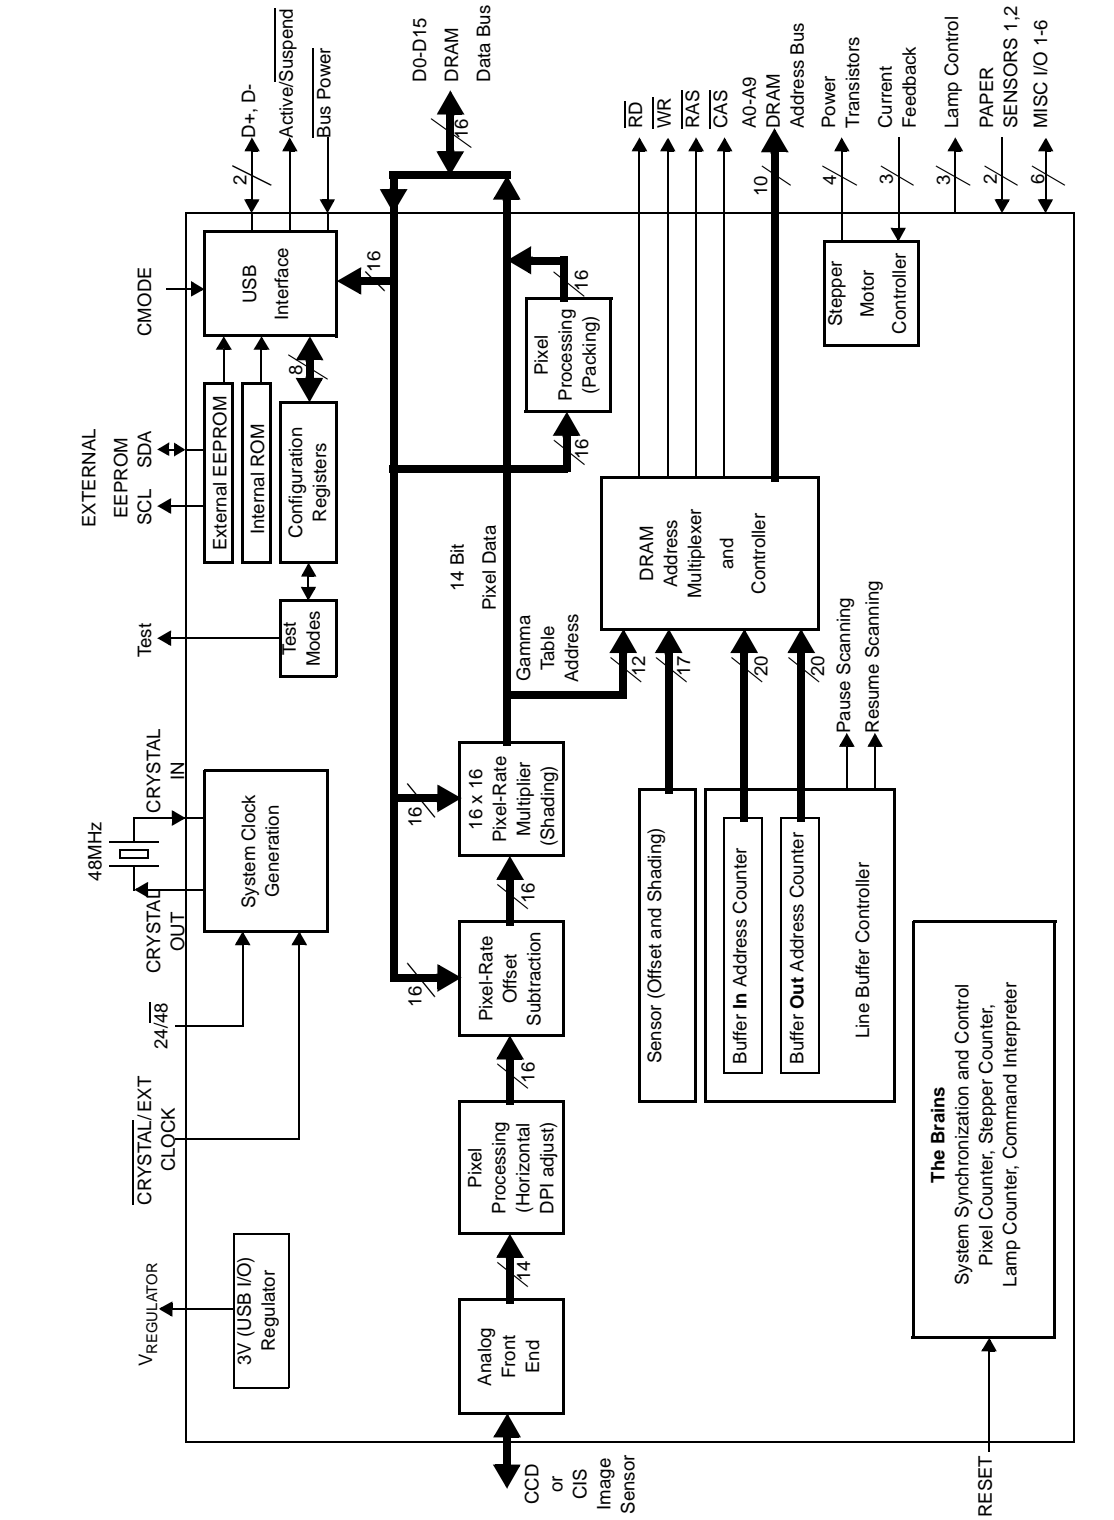 CCD
or
CIS
Image
Sensor
Analog
Front
End
14
Pixel
Processing
(Horizontal
DPI adjust)
16
Pixel-Rate
Offset
Subtraction
16
16
16 x 16
Pixel-Rate
Multiplier
(Shading)
16
14 Bit
Pixel Data
Gamma
Table
Address
Pixel
Processing
(Packing)
16
16
16
16
D0-D15
DRAM
Data Bus
VREGULATOR
3V (USB I/O)
Regulator
CRYSTAL/EXT
CLOCK
24/48
CRYSTAL
OUT
48MHz
CRYSTAL
IN
System Clock
Generation
Test
Test
Modes
EXTERNAL
EEPROM
SCL SDA
External EEPROM
Internal ROM
Configuration
Registers
8
CMODE
USB
Interface
2
D+, D-
Active/Suspend
Bus Power
12
17
20
20
DRAM
Address
Multiplexer
and
Controller
RD
WR
RAS
CAS
10
A0-A9
DRAM
Address Bus
Sensor (Offset and Shading)
Buffer In Address Counter
Buffer Out Address Counter
Line Buffer Controller
Pause Scanning
Resume Scanning
Stepper
Motor
Controller
4
Power
Transistors
3
Current
Feedback
3
Lamp Control
2
PAPER
SENSORS 1,2
6
MISC I/O 1-6
RESET
The Brains
System Synchronization and Control
Pixel Counter, Stepper Counter,
Lamp Counter, Command Interpreter